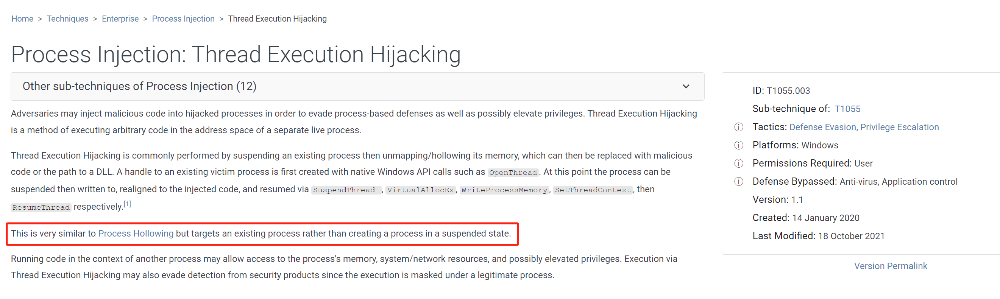 Home > Techniques > Enterprise > Process Injection > Thread Execution Hijacking
Process Injection: Thread Execution Hijacking
Other sub-techniques of Process Injection (12)
Adversaries may inject malicious code into hijacked processes in order to evade process-based defenses as well as possibly elevate privileges. Thread Execution Hijacking
is a method of executing arbitrary code in the address space of a separate live process.
Thread Execution Hijacking is commonly performed by suspending an existing process then unmapping/hollowing its memory, which can then be replaced with malicious
code or the path to a DLL. A handle to an existing victim process is first created with native Windows API calls such as OpenThread. At this point the process can be
suspended then written to, realigned to the injected code, and resumed via SuspendThread , VirtualAllocEx, WriteProcessMemory, SetThreadContext, then
ResumeThread respectively.[1]
This is very similar to Process Hollowing but targets an existing process rather than creating a process in a suspended state.
Running code in the context of another process may allow access to the process's memory, system/network resources, and possibly elevated privileges. Execution via
Thread Execution Hijacking may also evade detection from security products since the execution is masked under a legitimate process.
ID: T1055.003
Sub-technique of: T1055
Tactics: Defense Evasion, Privilege Escalation
Platforms: Windows
Permissions Required: User
Defense Bypassed: Anti-virus, Application control
Version: 1.1
Created: 14 January 2020
Last Modified: 18 October 2021
Version Permalink